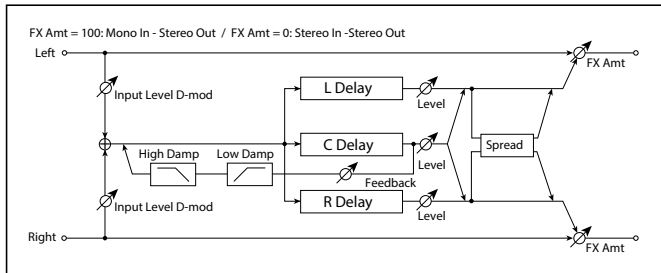 FX Amt = 100: Mono In - Stereo Out / FX Amt = 0: Stereo In -Stereo Out
Left
FX Amt
Input Level D-mod
L Delay
Level
High Damp
Low Damp
C Delay
Level
Spread
Feedback
Input Level D-mod
R Delay
Level
Right
FX Amt